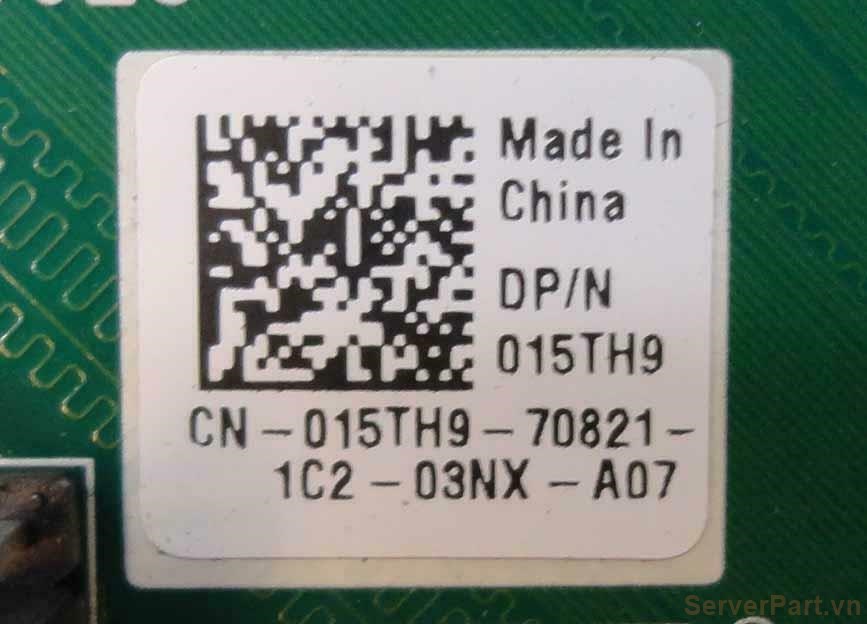 Made In
China
DP/N
015TH9
CN-015TH9-70821-
1C2-03NX-A07
ServerPart.vn